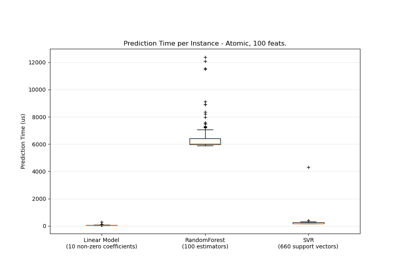 Prediction Time per Instance - Atomic, 100 feats.
Prediction Time (us)
12000
10000
8000
6000
4000
2000
0
Linear Model
(10 non-zero coefficients)
RandomForest
(100 estimators)
SVR
(660 support vectors)